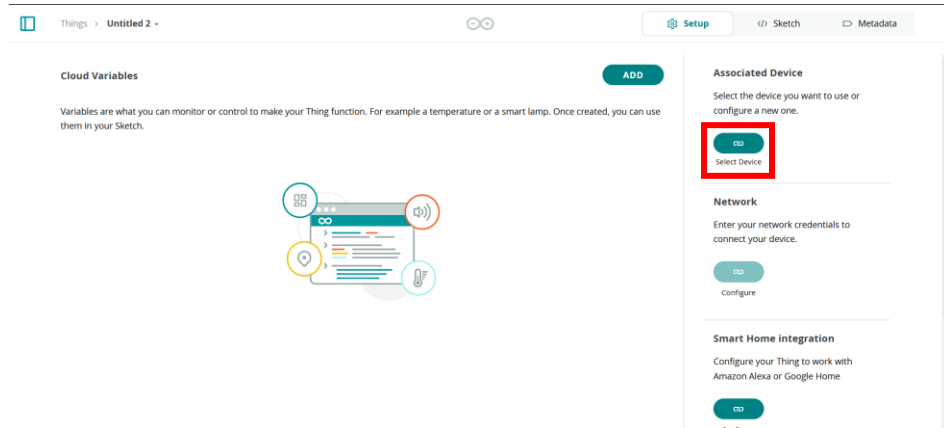 Things > Untitled 2
Setup
</> Sketch
Metadata
Cloud Variables
ADD
Variables are what you can monitor or control to make your Thing function. For example a temperature or a smart lamp. Once created, you can use
them in your Sketch.
Associated Device
Select the device you want to use or
configure a new one.
Select Device
Network
Enter your network credentials to
connect your device.
Configure
Smart Home integration
Configure your Thing to work with
Amazon Alexa or Google Home